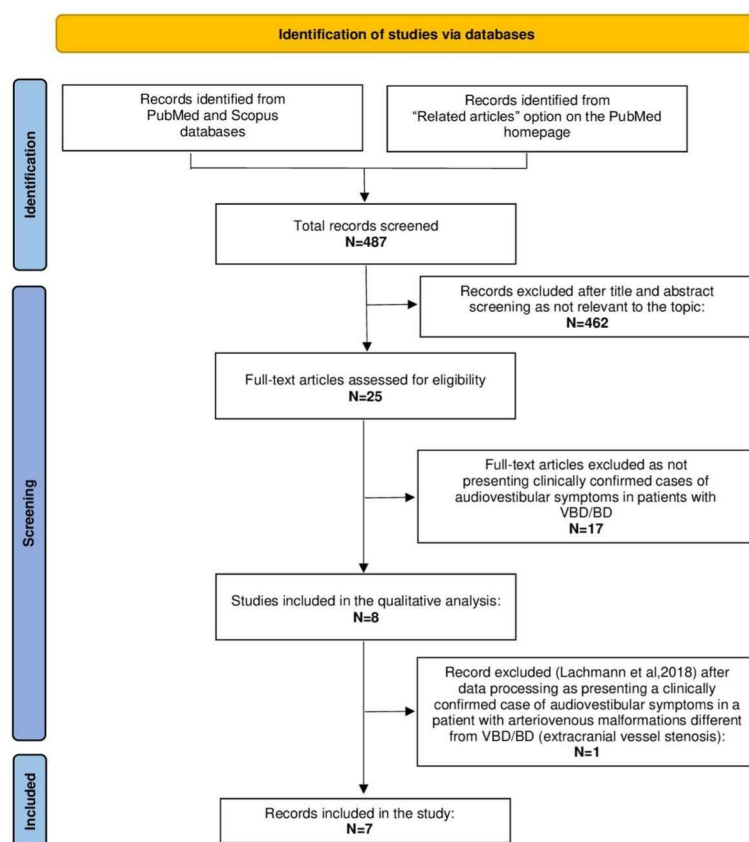 Identification of studies via databases
Identification
Records identified from
PubMed and Scopus
databases
Records identified from
“Related articles” option on the PubMed
homepage
Total records screened
N=487
Records excluded after title and abstract
screening as not relevant to the topic:
N=462
Screening
Full-text articles assessed for eligibility
N=25
Full-text articles excluded as not
presenting clinically confirmed cases of
audiovestibular symptoms in patients with
VBD/BD
N=17
Studies included in the qualitative analysis:
N=8
Record excluded (Lachmann et al,2018) after
data processing as presenting a clinically
confirmed case of audiovestibular symptoms in a
patient with arteriovenous malformations different
from VBD/BD (extracranial vessel stenosis):
N=1
Included
Records included in the study:
N=7